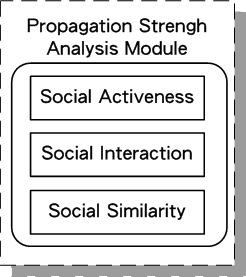 Propagation Strengh
Analysis Module
Social Activeness
Social Interaction
Social Similarity